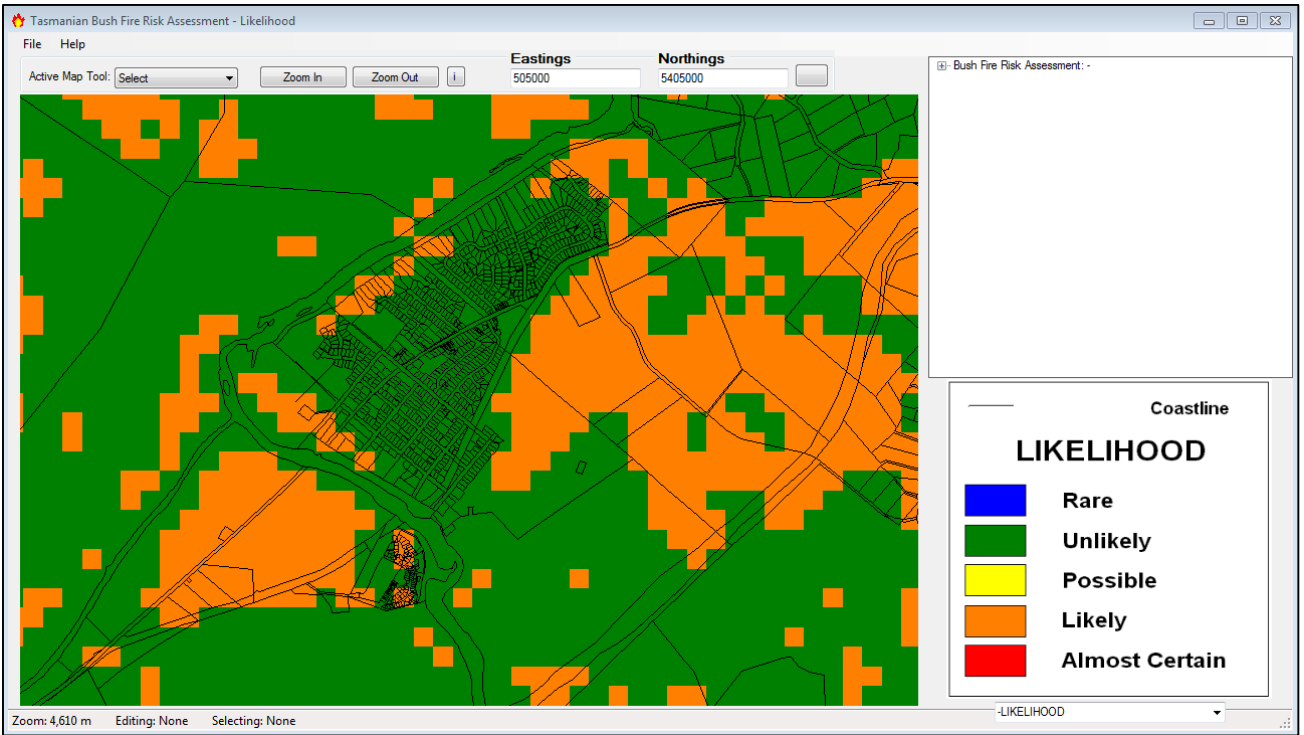 Tasmanian Bush Fire Risk Assessment - Likelihood
File Help
Eastings Northings
Active Map Tool: Select Zoom In Zoom Out i 505000 5405000
Bush Fire Risk Assessment: -
Coastline
LIKELIHOOD
Rare
Unlikely
Possible
Likely
Almost Certain
-LIKELIHOOD
Zoom: 4,610 m Editing: None Selecting: None